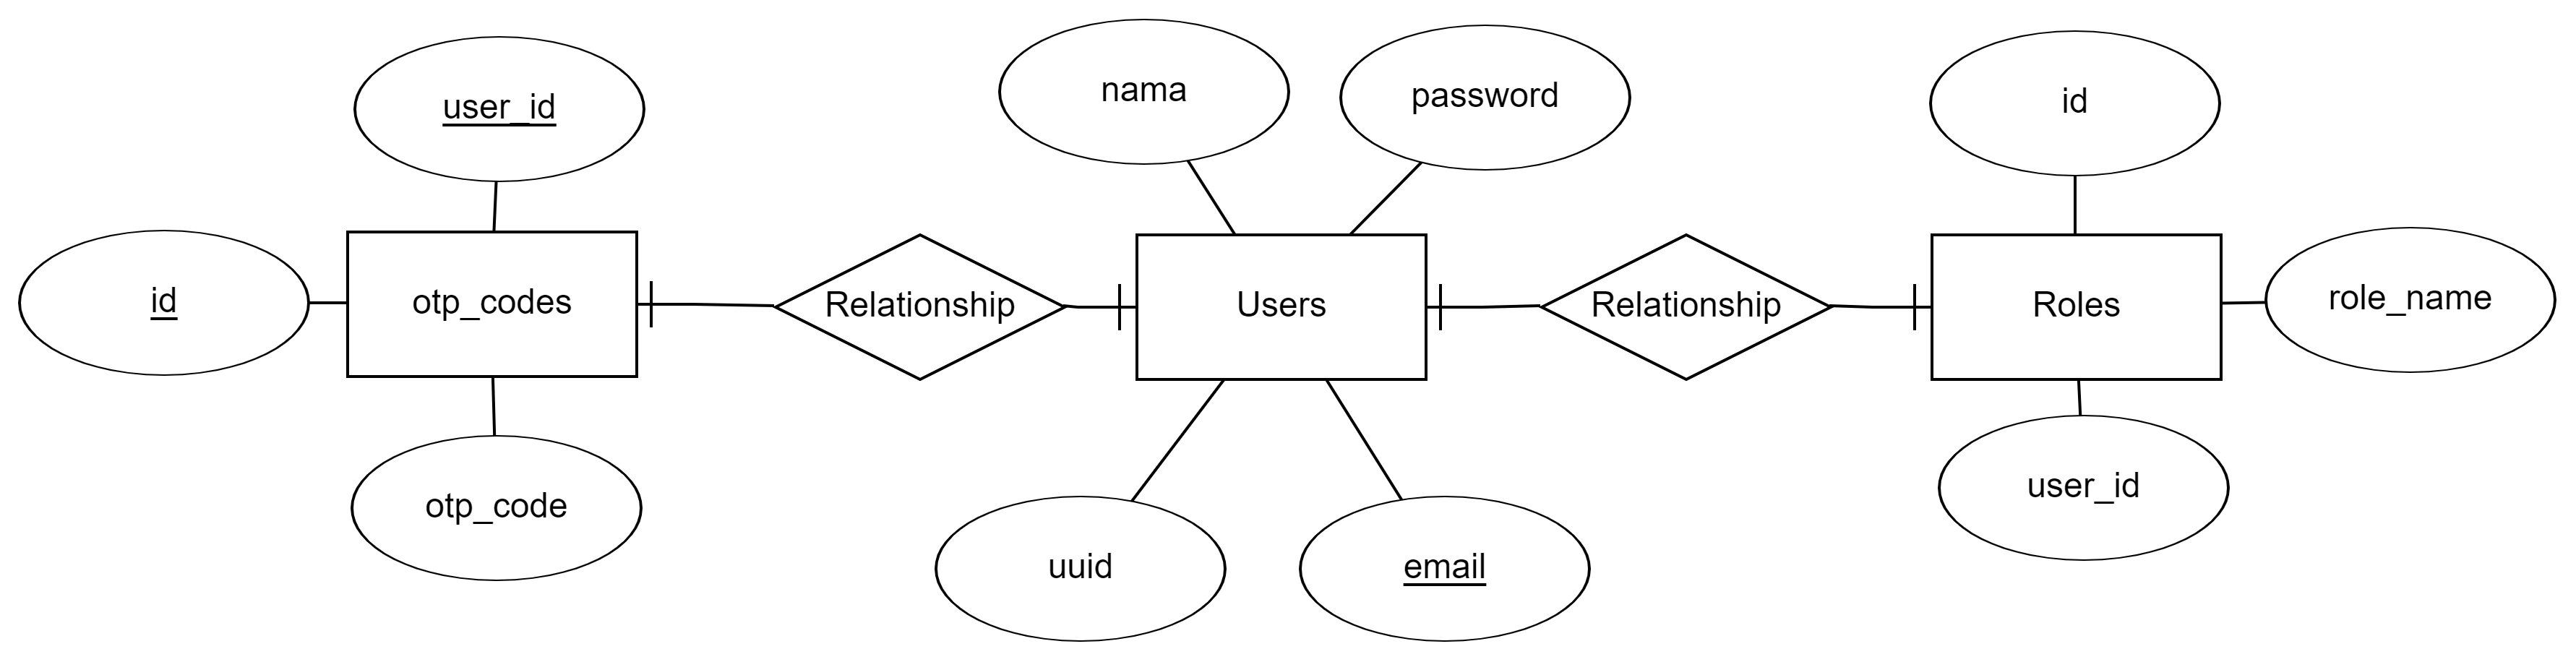 nama
password
id
user_id
id
otp_codes
Relationship
Users
Relationship
Roles
role_name
otp_code
uuid
email
user_id